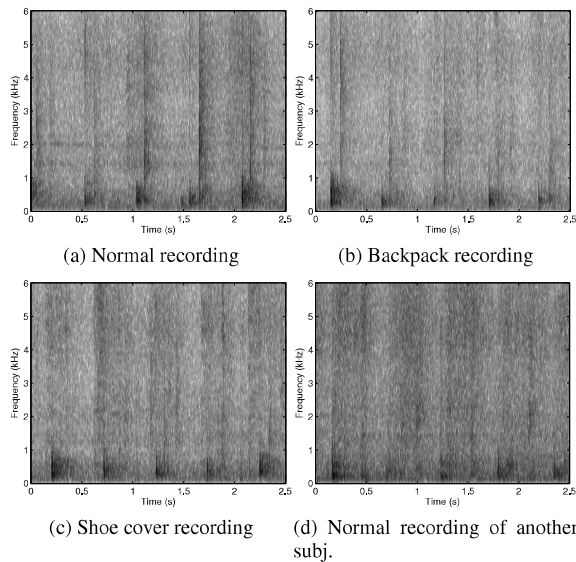 6
5
4
3
2
1
0
Frequency (kHz)
0 0.5 1 1.5 2 2.5
Time (s)
(a) Normal recording
6
5
4
3
2
1
0
Frequency (kHz)
0 0.5 1 1.5 2 2.5
Time (s)
(b) Backpack recording
6
5
4
3
2
1
0
Frequency (kHz)
0 0.5 1 1.5 2 2.5
Time (s)
(c) Shoe cover recording
6
5
4
3
2
1
0
Frequency (kHz)
0 0.5 1 1.5 2 2.5
Time (s)
(d) Normal recording of another
subj.